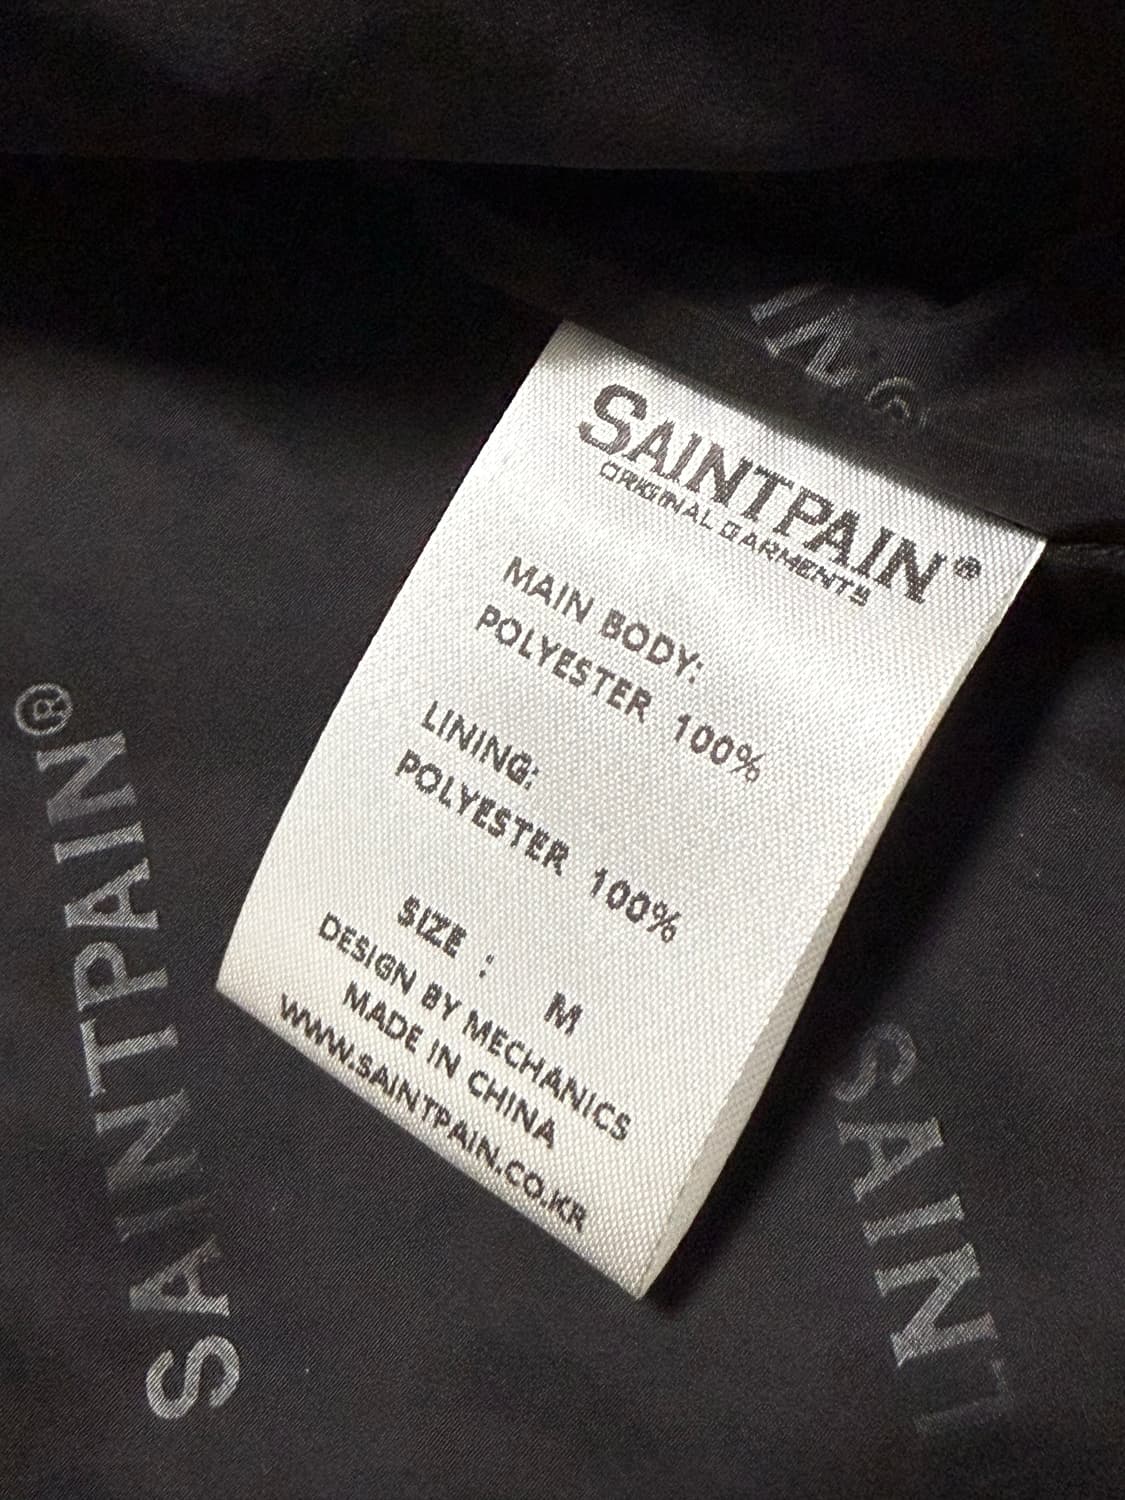 SAINTPAIN®
ORIGINAL GARMENTS
MAIN BODY:
POLYESTER 100%
LINING:
POLYESTER 100%
SIZE : M
DESIGN BY MECHANICS
MADE IN CHINA
WWW.SAINTPAIN.CO.KR
SAINTPAIN®
SAINT
IN®